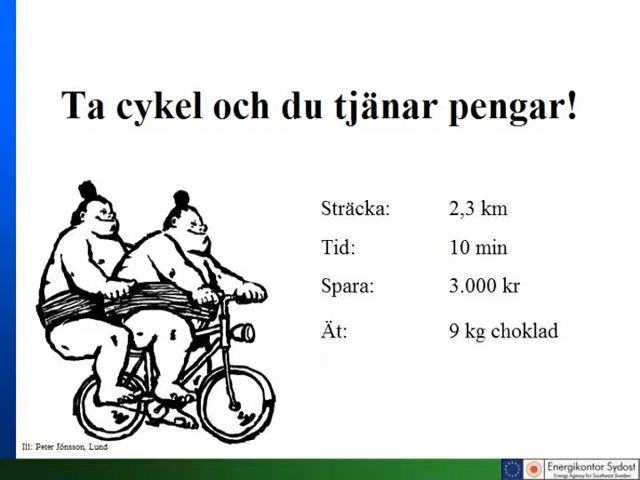 Ta cykel och du tjänar pengar!
Sträcka: 2,3 km
Tid: 10 min
Spara: 3.000 kr
Ät: 9 kg choklad
Ill: Peter Jönsson, Lund
Energikontor Sydost
Energy Agency for Southeast Sweden